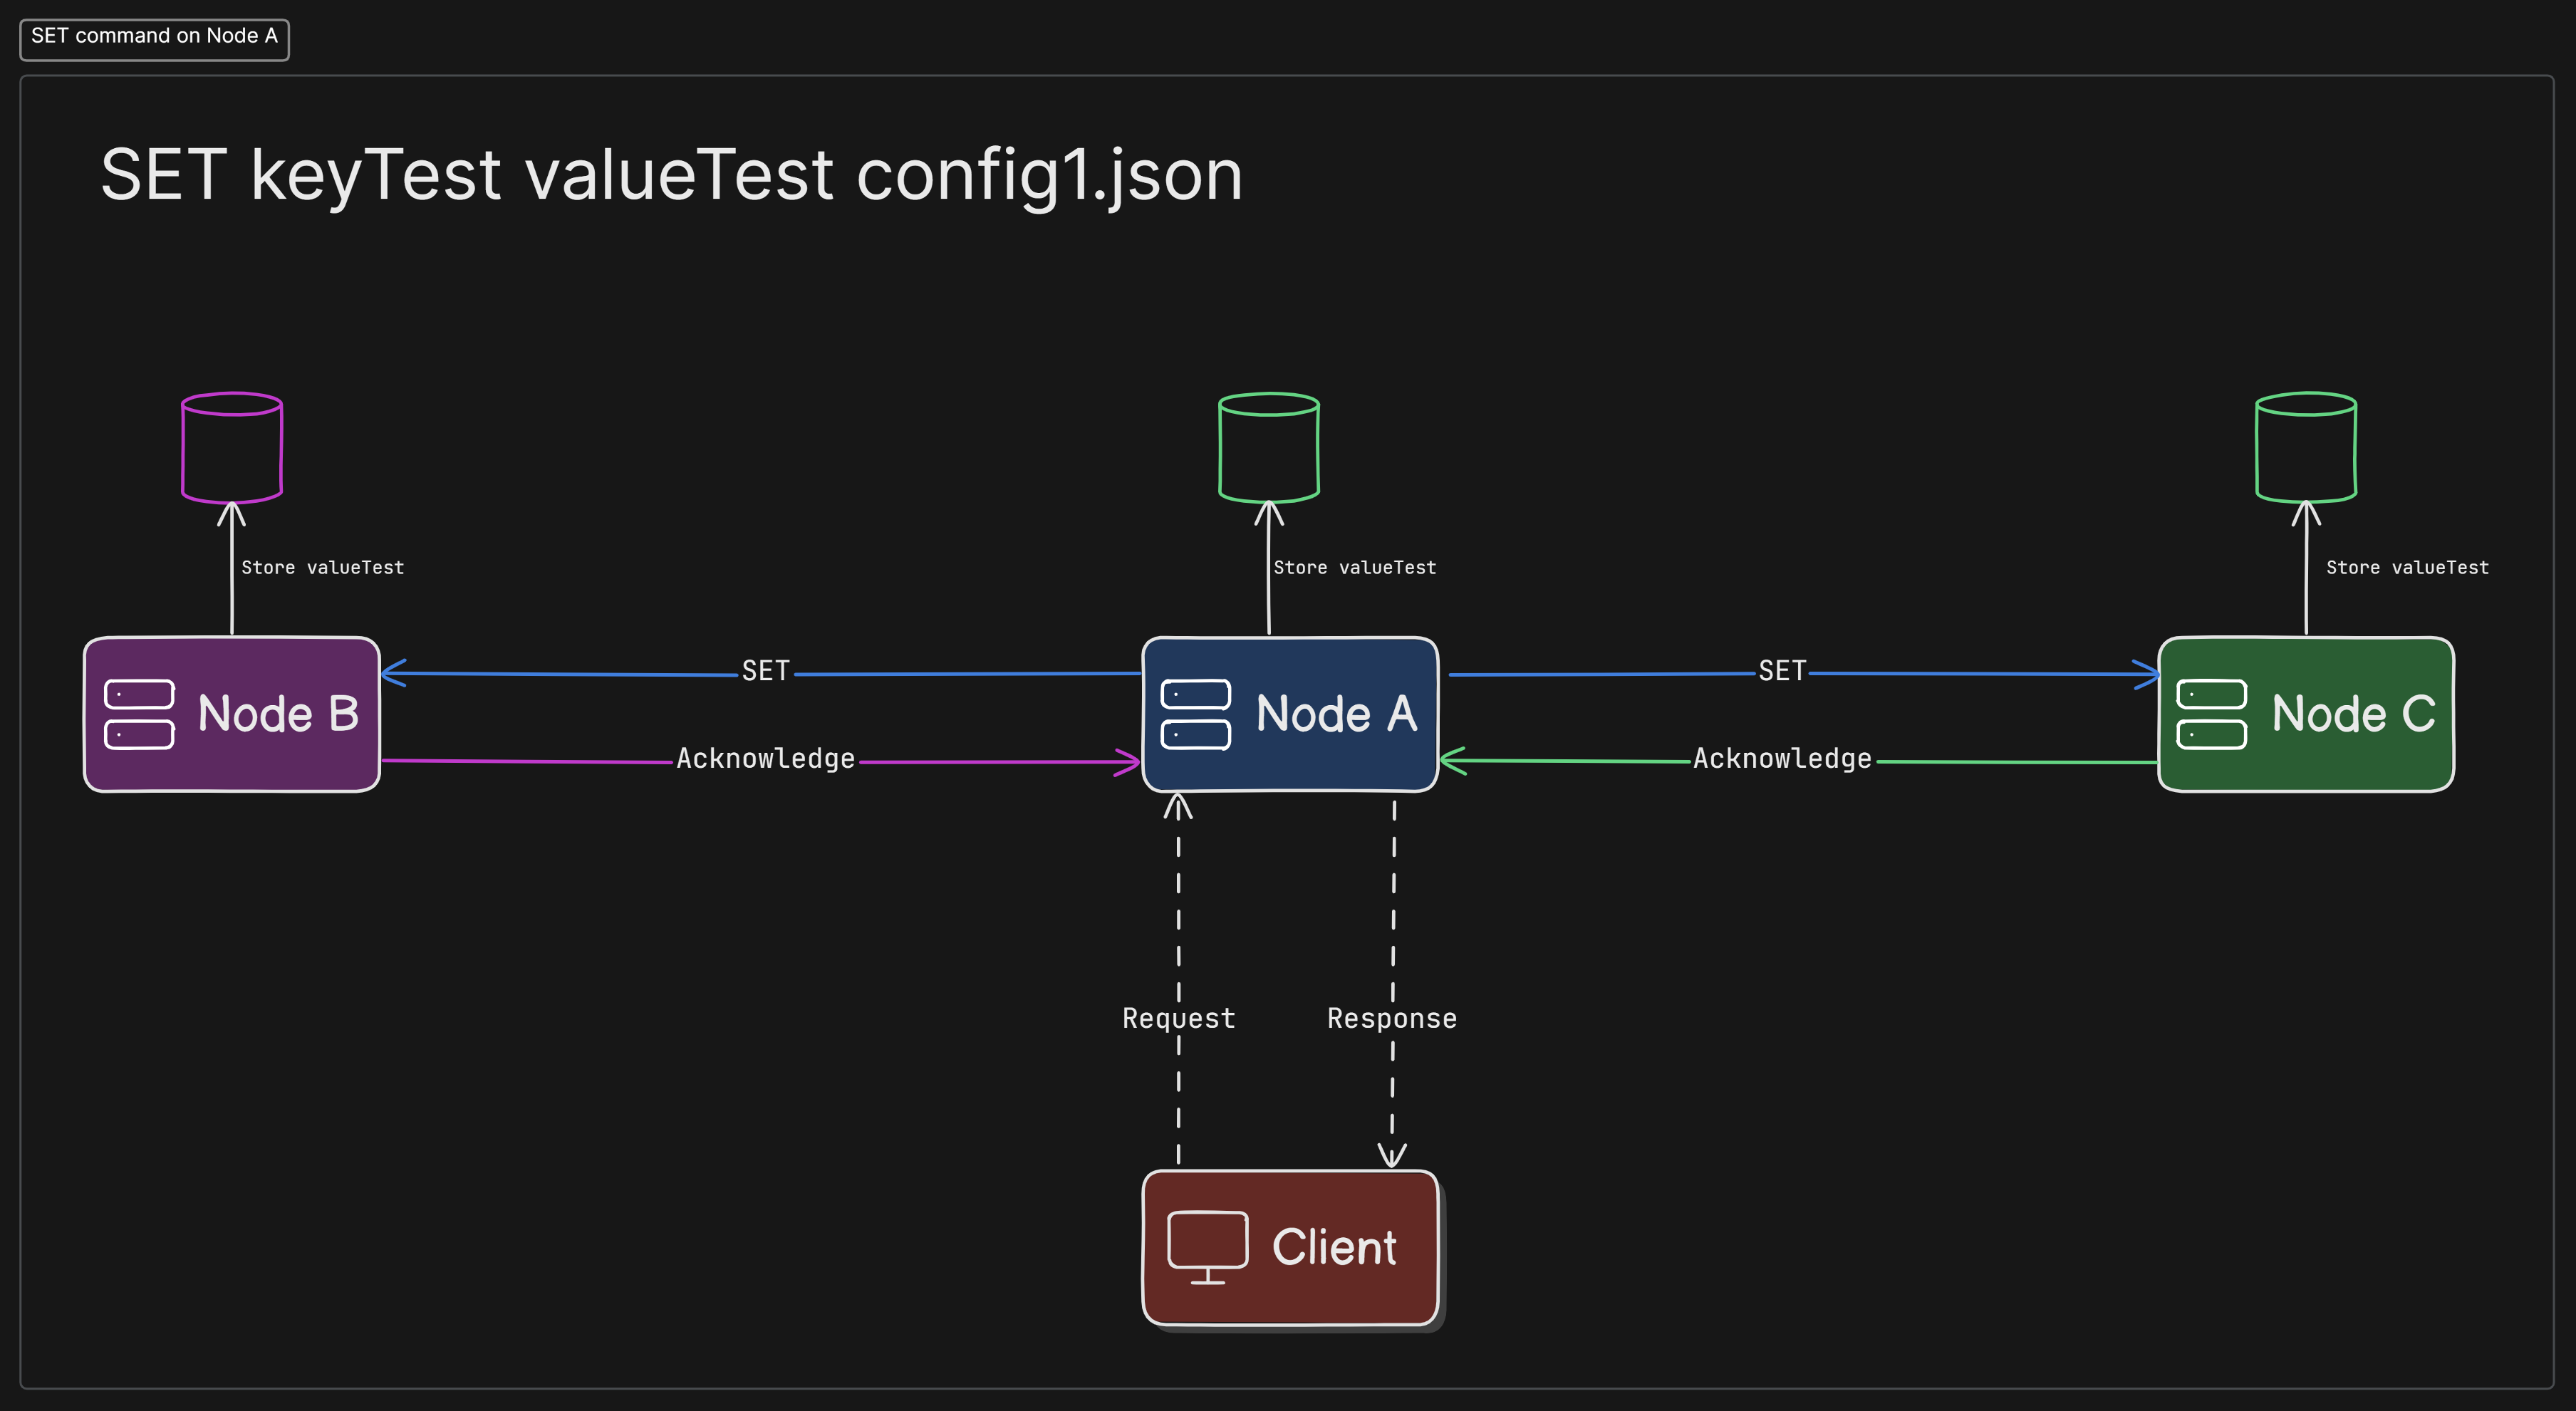 SET command on Node A
SET keyTest valueTest config1.json
Store valueTest
Store valueTest
Store valueTest
SET
SET
Node B
Node A
Node C
Acknowledge
Acknowledge
Request
Response
Client